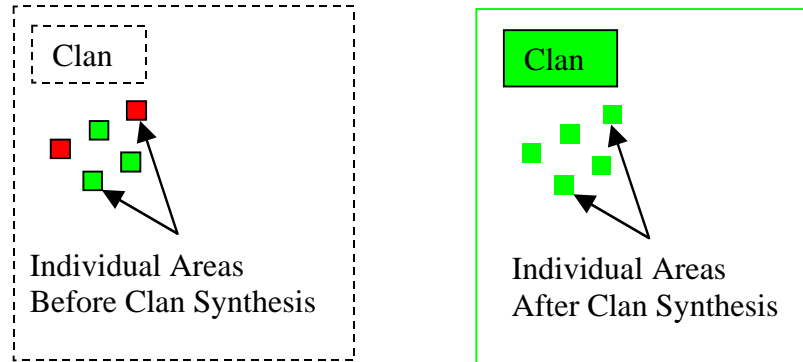 Clan
Individual Areas
Before Clan Synthesis
Clan
Individual Areas
After Clan Synthesis